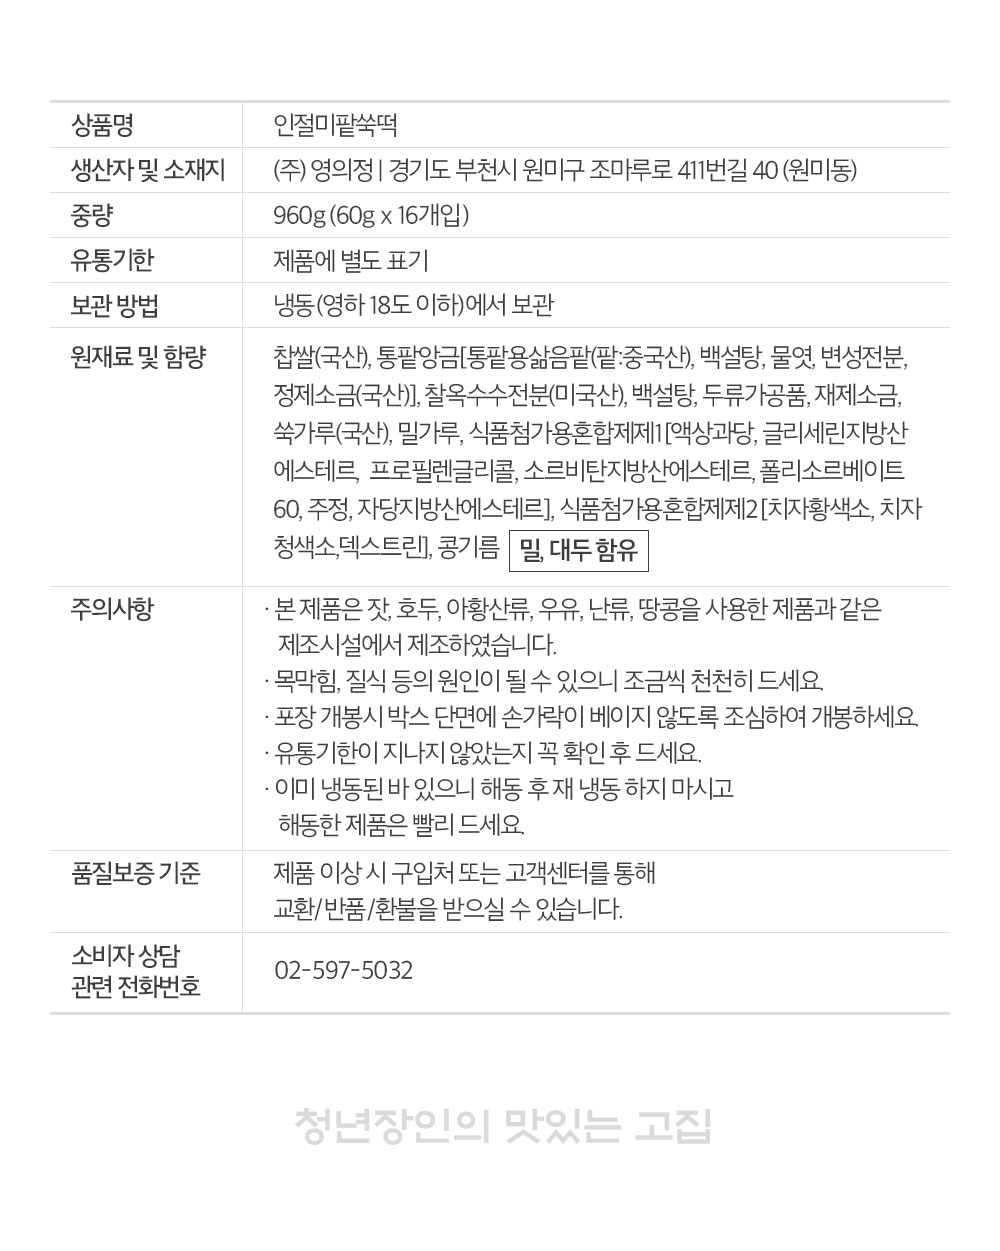 상품명 인절미팥쑥떡
생산자 및 소재지 (주) 영의정 | 경기도 부천시 원미구 조마루로 411번길 40 (원미동)
중량 960g (60g x 16개입)
유통기한 제품에 별도 표기
보관 방법 냉동(영하 18도 이하)에서 보관
원재료 및 함량 찹쌀(국산), 통팥앙금[통팥용삶음팥(팥:중국산), 백설탕, 물엿, 변성전분,
정제소금(국산)], 찰옥수수전분(미국산), 백설탕, 두류가공품, 재제소금,
쑥가루(국산), 밀가루, 식품첨가용혼합제제1 [액상과당, 글리세린지방산
에스테르, 프로필렌글리콜, 소르비탄지방산에스테르, 폴리소르베이트
60, 주정, 자당지방산에스테르], 식품첨가용혼합제제2 [치자황색소, 치자
청색소,덱스트린], 콩기름 밀, 대두 함유
주의사항 · 본 제품은 잣, 호두, 아황산류, 우유, 난류, 땅콩을 사용한 제품과 같은
제조시설에서 제조하였습니다.
· 목막힘, 질식 등의 원인이 될 수 있으니 조금씩 천천히 드세요.
· 포장 개봉시 박스 단면에 손가락이 베이지 않도록 조심하여 개봉하세요.
· 유통기한이 지나지 않았는지 꼭 확인 후 드세요.
· 이미 냉동된 바 있으니 해동 후 재 냉동 하지 마시고
해동한 제품은 빨리 드세요.
품질보증 기준 제품 이상 시 구입처 또는 고객센터를 통해
교환/반품/환불을 받으실 수 있습니다.
소비자 상담
관련 전화번호 02-597-5032
청년장인의 맛있는 고집